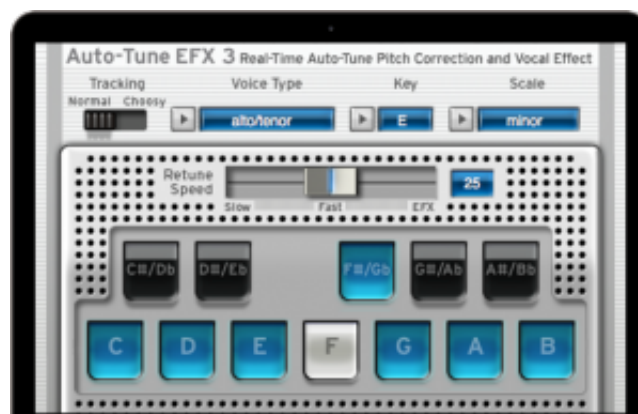 Auto-Tune EFX 3 Real-Time Auto-Tune Pitch Correction and Vocal Effect
Tracking Voice Type Key Scale
Normal Choosy
alto/tenor E minor
Retune
Speed
25
Slow Fast EFX
C#/Db D#/Eb F#/Gb G#/Ab A#/Bb
C D E F G A B